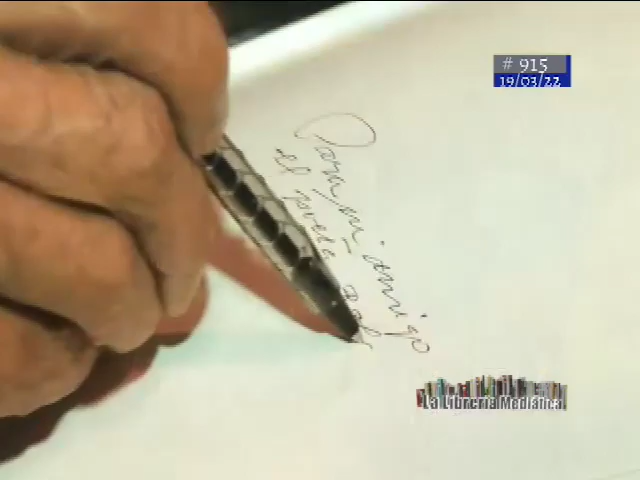 # 915
19/03/22
Para mi amigo
el poeta
La Librería Mediática